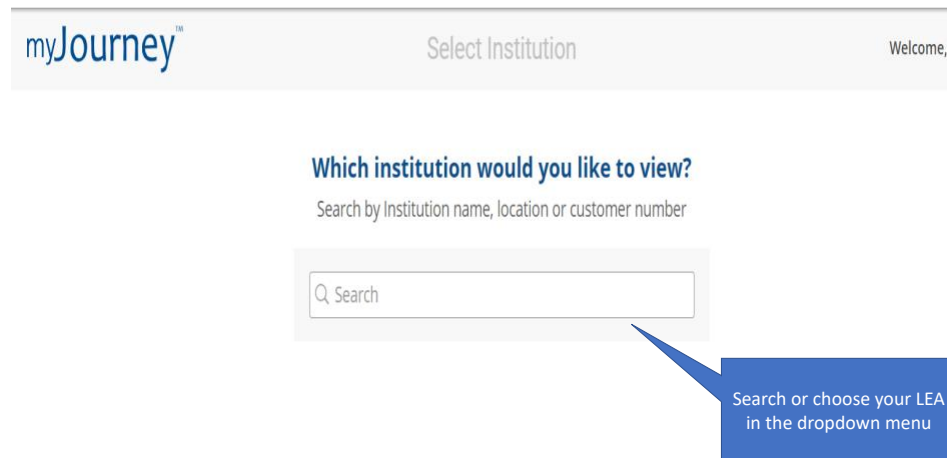 myJourney™
Select Institution
Welcome,
Which institution would you like to view?
Search by Institution name, location or customer number
Search
Search or choose your LEA
in the dropdown menu